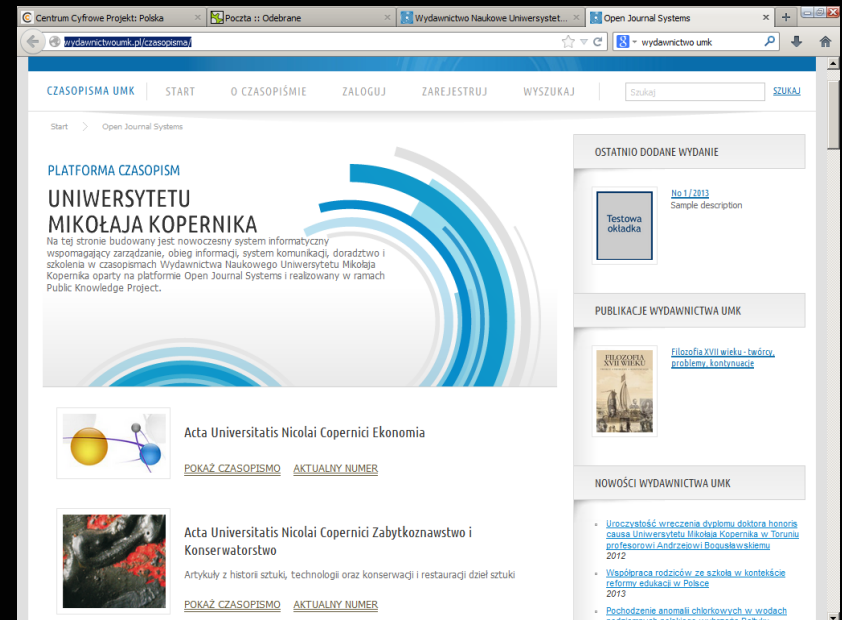 Centrum Cyfrowe Projekt: Polska
Poczta :: Odebrane
Wydawnictwo Naukowe Uniwersystet...
Open Journal Systems
wydawnictwoumk.pl/czasopisma/
wydawnictwo umk
CZASOPISMA UMK
START
O CZASOPIŚMIE
ZALOGUJ
ZAREJESTRUJ
WYSZUKAJ
Szukaj
SZUKAJ
Start
Open Journal Systems
PLATFORMA CZASOPISM
UNIWERSYTETU
MIKOŁAJA KOPERNIKA
Na tej stronie budowany jest nowoczesny system informatyczny
wspomagający zarządzanie, obieg informacji, system komunikacji, doradztwo i
szkolenia w czasopismach Wydawnictwa Naukowego Uniwersytetu Mikołaja
Kopernika oparty na platformie Open Journal Systems i realizowany w ramach
Public Knowledge Project.
Acta Universitatis Nicolai Copernici Ekonomia
POKAŻ CZASOPISMO AKTUALNY NUMER
Acta Universitatis Nicolai Copernici Zabytkoznawstwo i
Konserwatorstwo
Artykuły z historii sztuki, technologii oraz konserwacji i restauracji dzieł sztuki
POKAŻ CZASOPISMO AKTUALNY NUMER
OSTATNIO DODANE WYDANIE
Testowa
okładka
No 1 / 2013
Sample description
PUBLIKACJE WYDAWNICTWA UMK
FILOZOFIA
XVII WIEKU
Filozofia XVII wieku - twórcy,
problemy, kontynuacje
NOWOŚCI WYDAWNICTWA UMK
Uroczystość wręczenia dyplomu doktora honoris
causa Uniwersytetu Mikołaja Kopernika w Toruniu
profesorowi Andrzejowi Bogusławskiemu
2012
Współpraca rodziców ze szkołą w kontekście
reformy edukacji w Polsce
2013
Pochodzenie anomalii chlorkowych w wodach